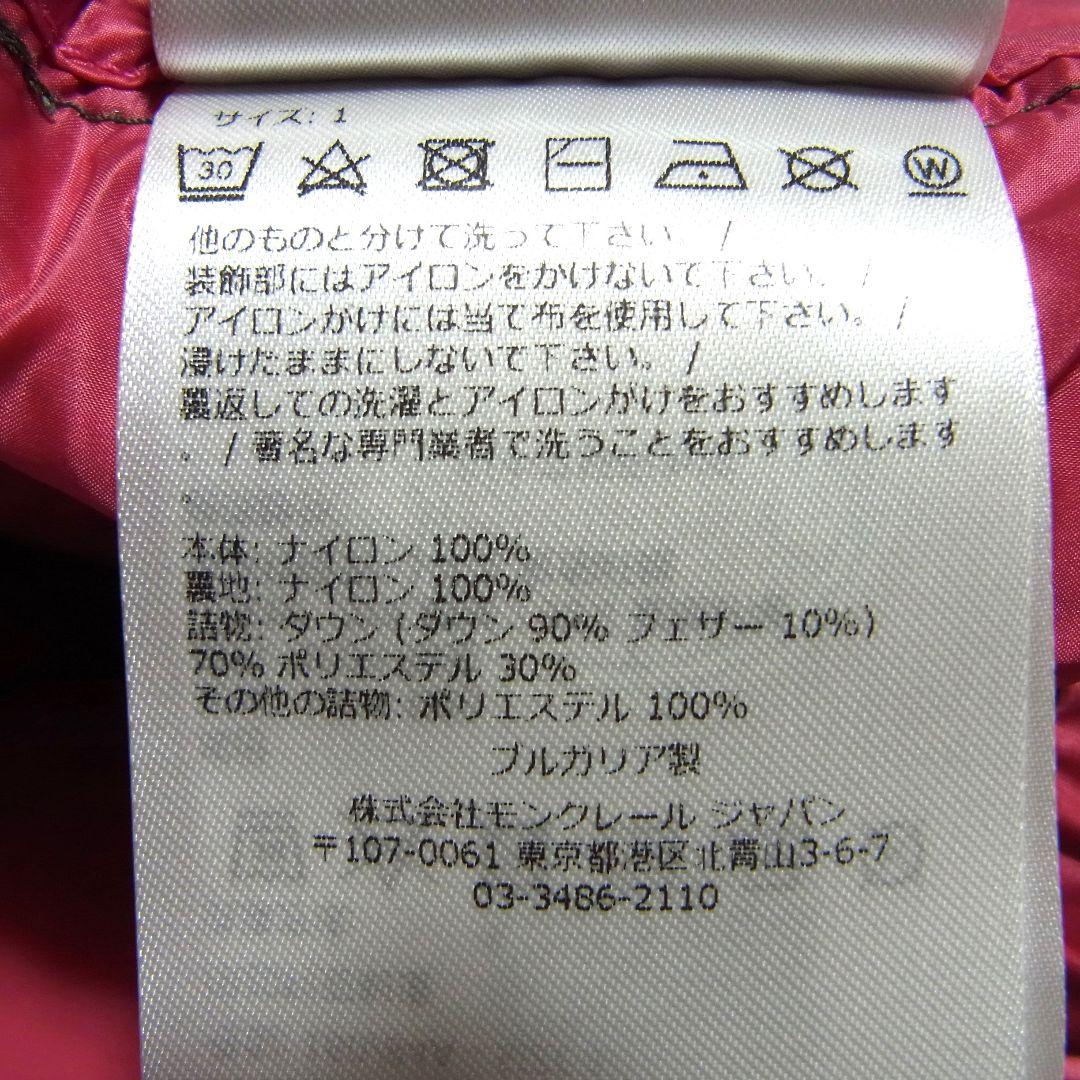 サイズ: 1
30 W
他のものと分けて洗って下さい。 /
装飾部にはアイロンをかけないで下さい。 /
アイロンがけには当て布を使用して下さい。 /
浸けたままにしないで下さい。 /
裏返しての洗濯とアイロンがけをおすすめします
。 / 著名な専門業者で洗うことをおすすめします
。
本体: ナイロン 100%
裏地: ナイロン 100%
詰物: ダウン (ダウン 90% フェザー 10%)
70% ポリエステル 30%
その他の詰物: ポリエステル 100%
ブルガリア製
株式会社モンクレール ジャパン
〒107-0061 東京都港区北青山3-6-7
03-3486-2110